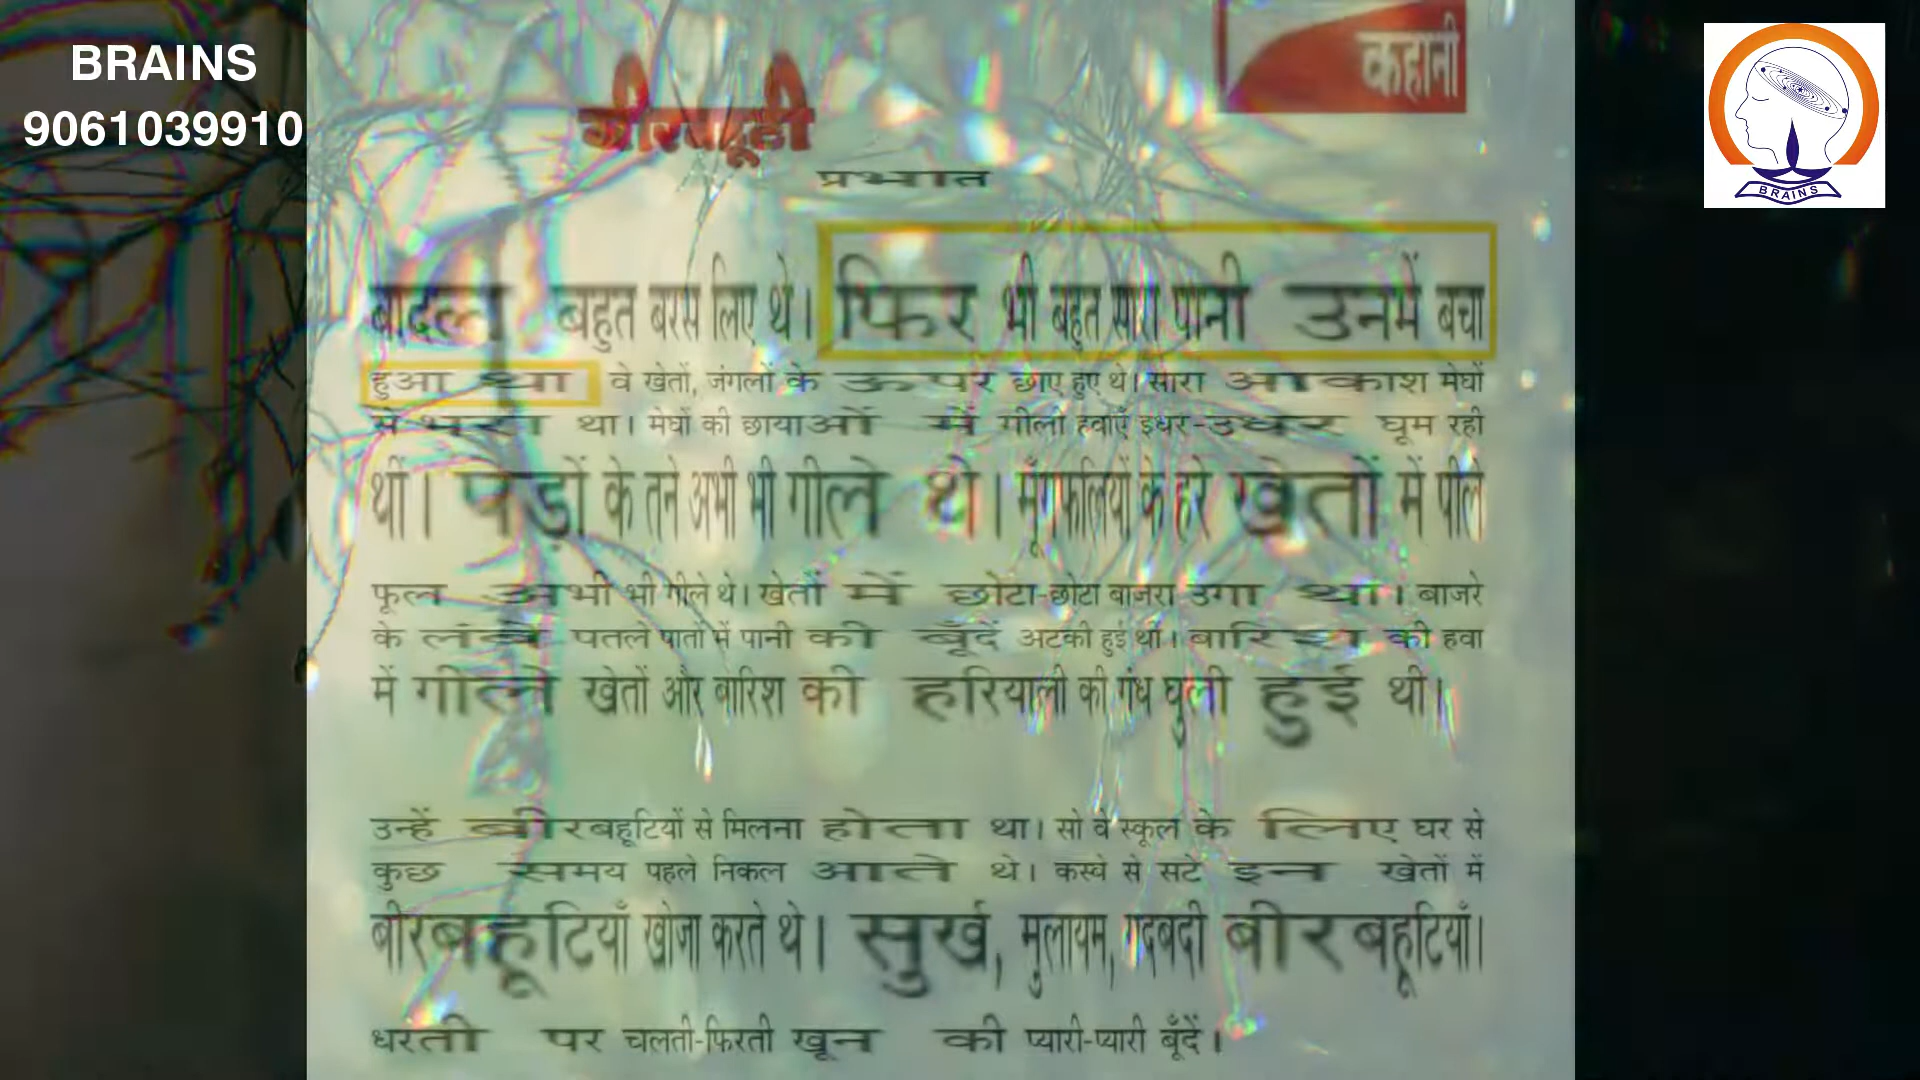 BRAINS
9061039910
BRAINS
कहानी
बीरबहूटी
प्रभात
बादल बहुत बरस लिए थे। फिर भी बहुत सारा पानी उनमें बचा
हुआ था वे खेतों, जंगलों के ऊपर छाए हुए थे। सारा आकाश मेघों
से भरा था। मेघों की छायाओं में गीली हवाएँ इधर-उधर घूम रही
थीं। पेड़ों के तने अभी भी गीले थे। मूँगफलियों के हरे खेतों में पीले
फूल अभी भी गीले थे। खेतों में छोटा-छोटा बाजरा उगा था। बाजरे
के लंबे पतले पातों में पानी की बूँदें अटकी हुई थीं। बारिश की हवा
में गीले खेतों और बारिश की हरियाली की गंध घुली हुई थी।
उन्हें बीरबहूटियों से मिलना होता था। सो वे स्कूल के लिए घर से
कुछ समय पहले निकल आते थे। कस्बे से सटे इन खेतों में
बीरबहूटियाँ खोजा करते थे। सुर्ख, मुलायम, गदबदी बीरबहूटियाँ।
धरती पर चलती-फिरती खून की प्यारी-प्यारी बूँदें।